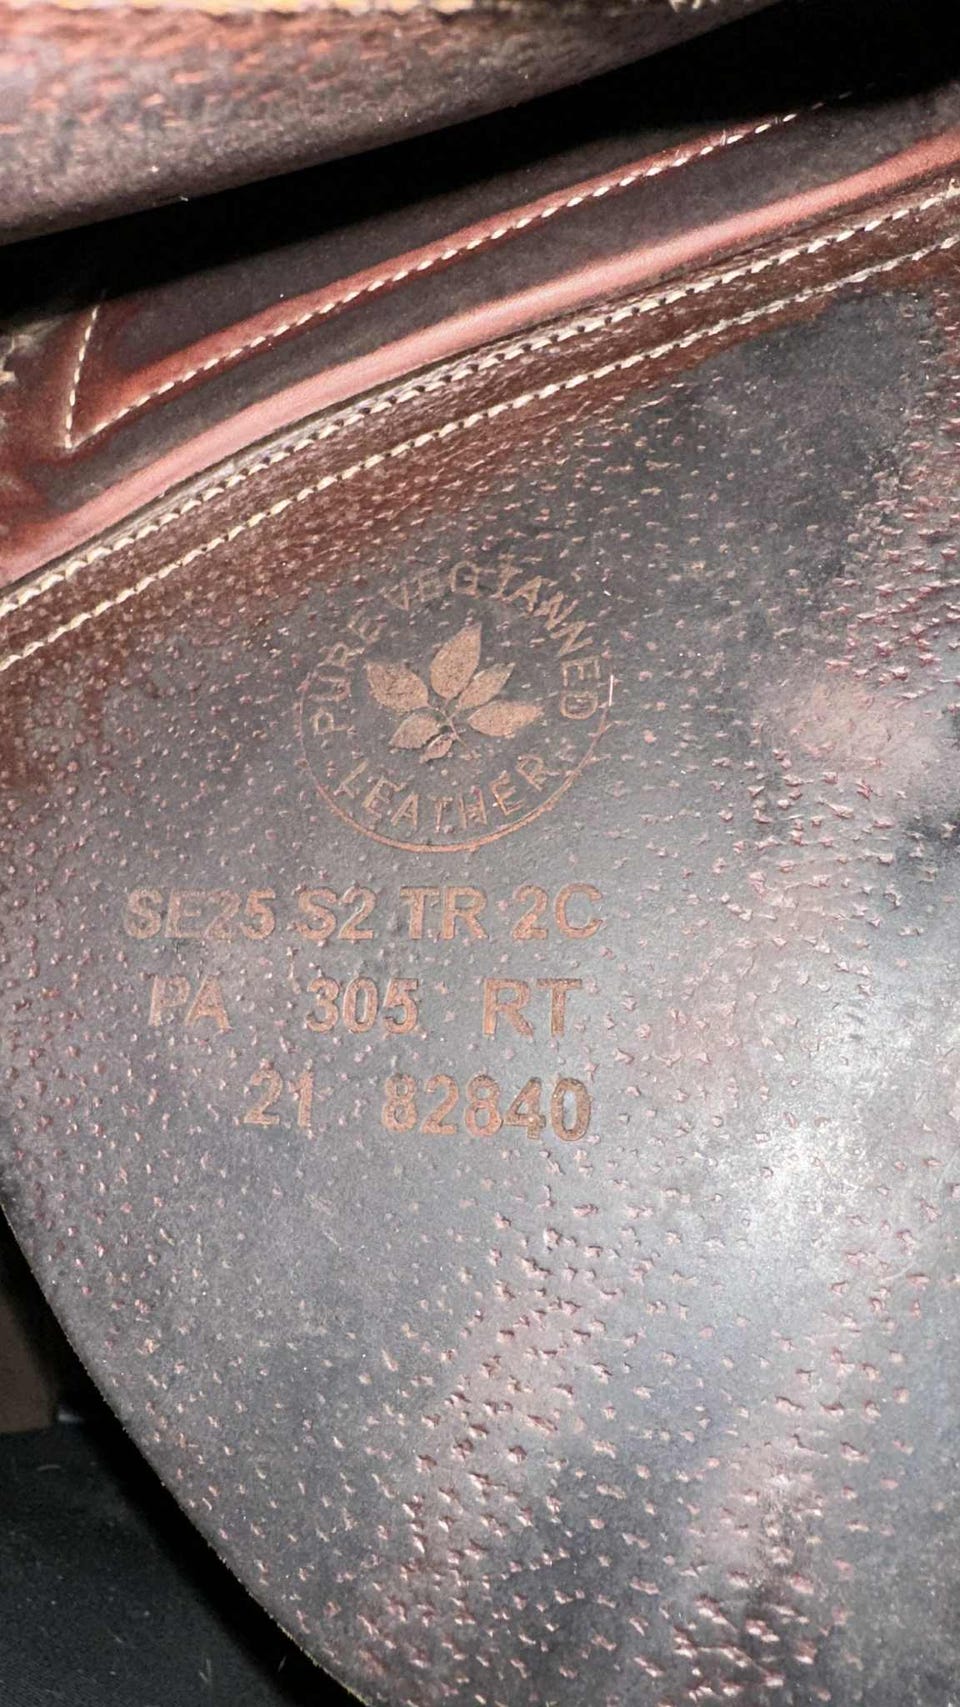 PURE VEG TANNED
LEATHER
SE25 S2 TR 2C
PA 305 RT
21 82840